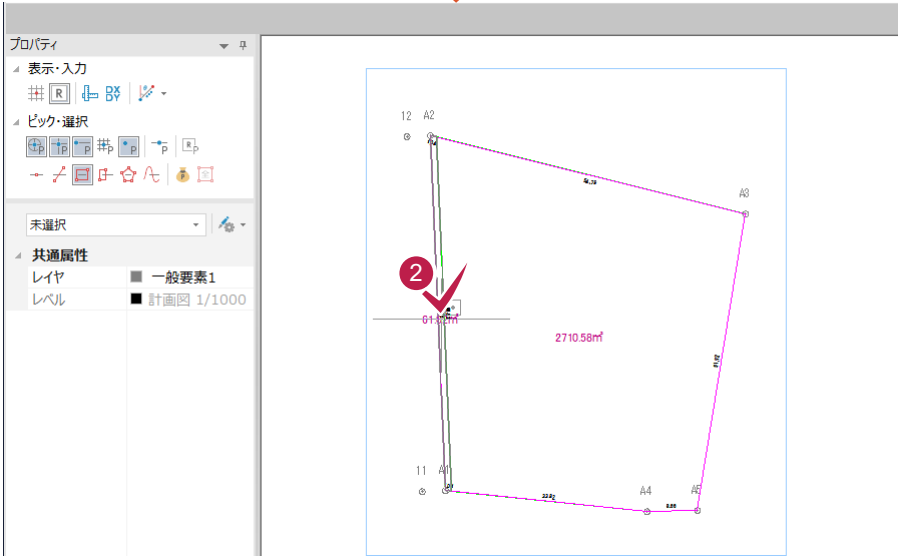 プロパティ
表示・入力
R
DX
DY
ピック・選択
P
P
P
P
P
P
R P
未選択
共通属性
レイヤ 一般要素1
レベル 計画図 1/1000
12 A2
A3
2
2710.58㎡
11 A1
A4 A5